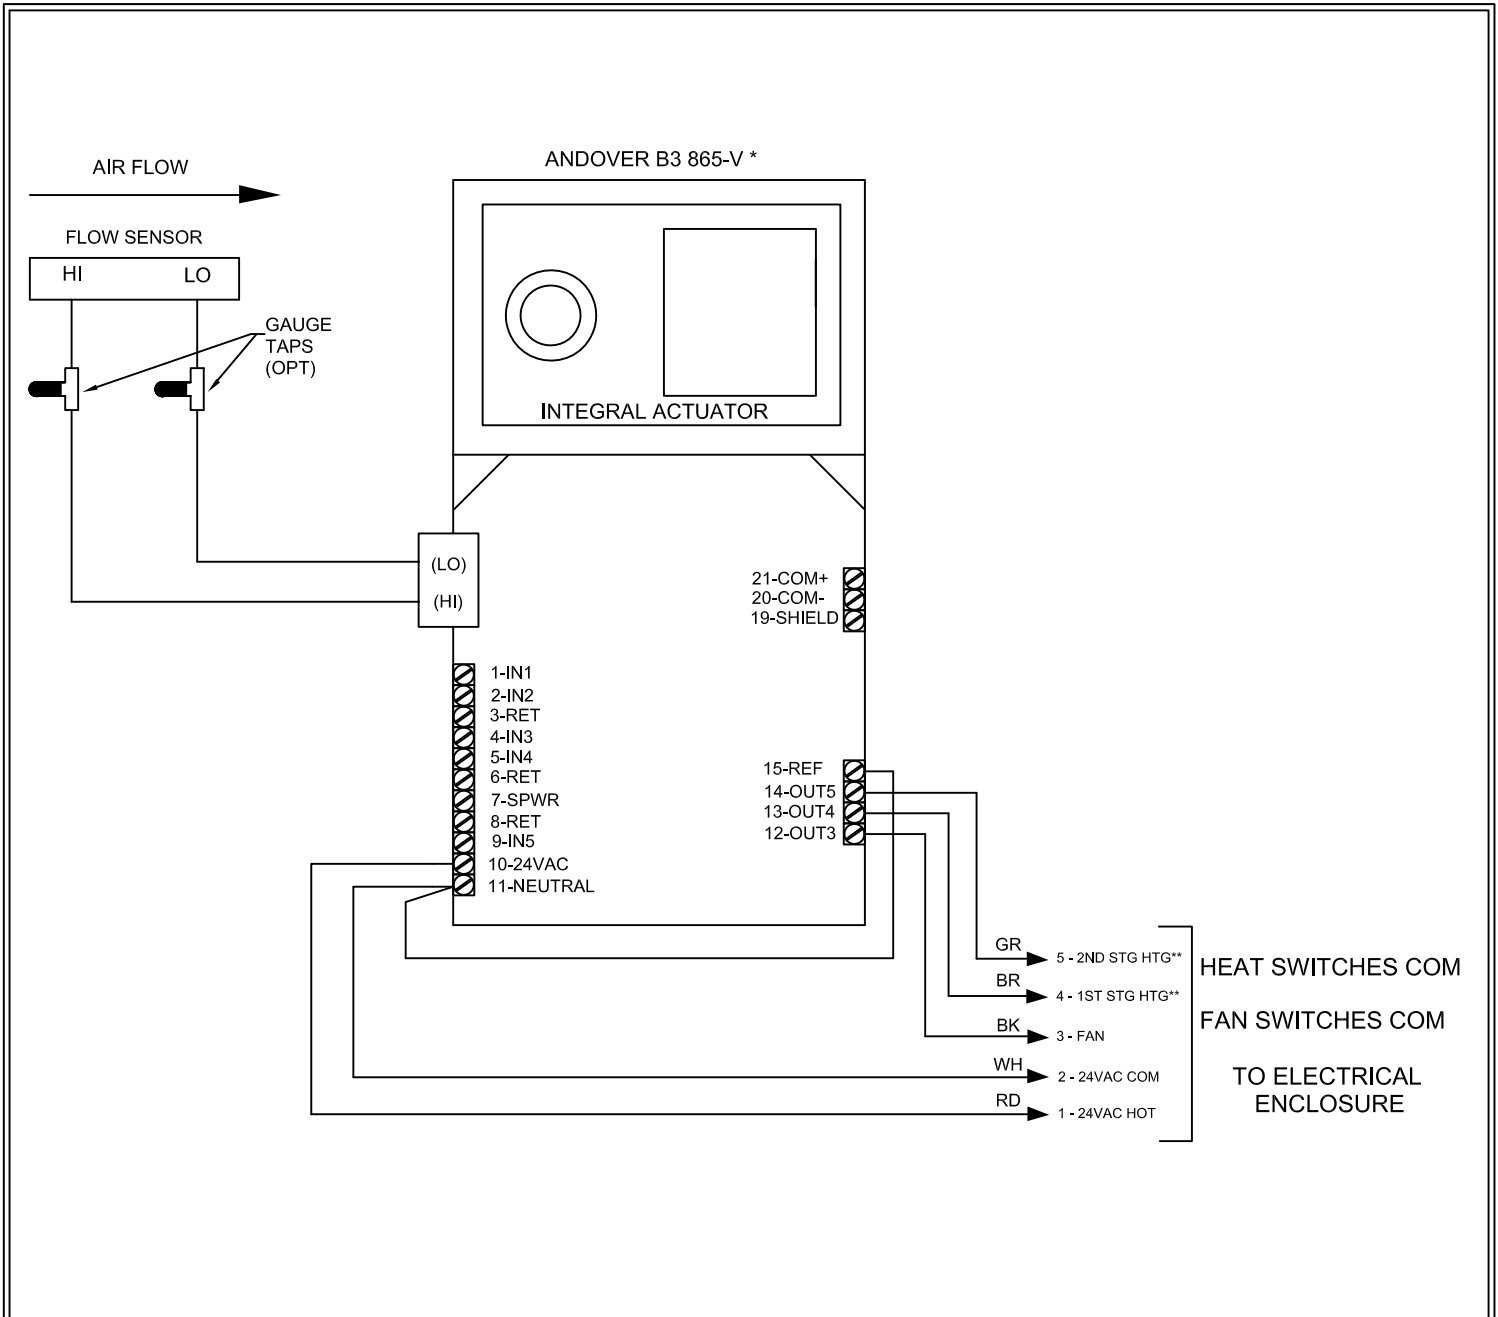 ANDOVER B3 865-V *
AIR FLOW
FLOW SENSOR
HI
LO
GAUGE
TAPS
(OPT)
INTEGRAL ACTUATOR
(LO)
(HI)
21-COM+
20-COM-
19-SHIELD
1-IN1
2-IN2
3-RET
4-IN3
5-IN4
6-RET
7-SPWR
8-RET
9-IN5
10-24VAC
11-NEUTRAL
15-REF
14-OUT5
13-OUT4
12-OUT3
GR
5 - 2ND STG HTG**
BR
4 - 1ST STG HTG**
BK
3 - FAN
WH
2 - 24VAC COM
RD
1 - 24VAC HOT
HEAT SWITCHES COM
FAN SWITCHES COM
TO ELECTRICAL
ENCLOSURE